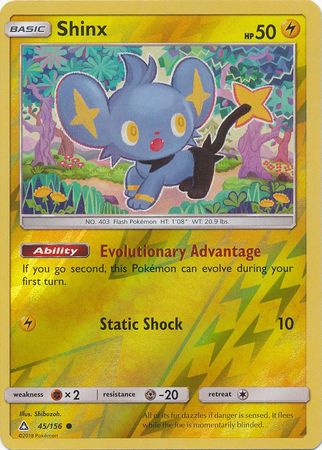 BASIC Shinx HP 50
NO. 403 Flash Pokémon HT: 1'08" WT: 20.9 lbs.
Ability Evolutionary Advantage
If you go second, this Pokémon can evolve during your
first turn.
Static Shock 10
weakness × 2 resistance -20 retreat
Illus. Shibuzoh.
45/156
©2018 Pokémon
All of its fur dazzles if danger is sensed. It flees
while the foe is momentarily blinded.